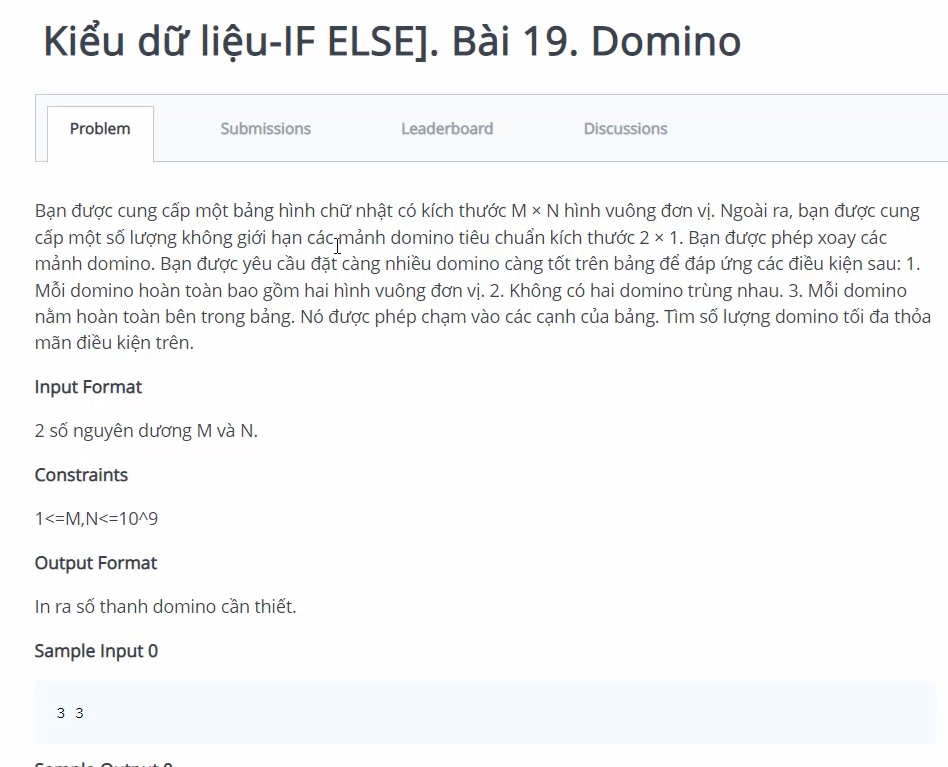 Kiểu dữ liệu-IF ELSE]. Bài 19. Domino
Problem Submissions Leaderboard Discussions
Bạn được cung cấp một bảng hình chữ nhật có kích thước M × N hình vuông đơn vị. Ngoài ra, bạn được cung
cấp một số lượng không giới hạn các mảnh domino tiêu chuẩn kích thước 2 × 1. Bạn được phép xoay các
mảnh domino. Bạn được yêu cầu đặt càng nhiều domino càng tốt trên bảng để đáp ứng các điều kiện sau: 1.
Mỗi domino hoàn toàn bao gồm hai hình vuông đơn vị. 2. Không có hai domino trùng nhau. 3. Mỗi domino
nằm hoàn toàn bên trong bảng. Nó được phép chạm vào các cạnh của bảng. Tìm số lượng domino tối đa thỏa
mãn điều kiện trên.
Input Format
2 số nguyên dương M và N.
Constraints
1<=M,N<=10^9
Output Format
In ra số thanh domino cần thiết.
Sample Input 0
3 3
Sample Output 0